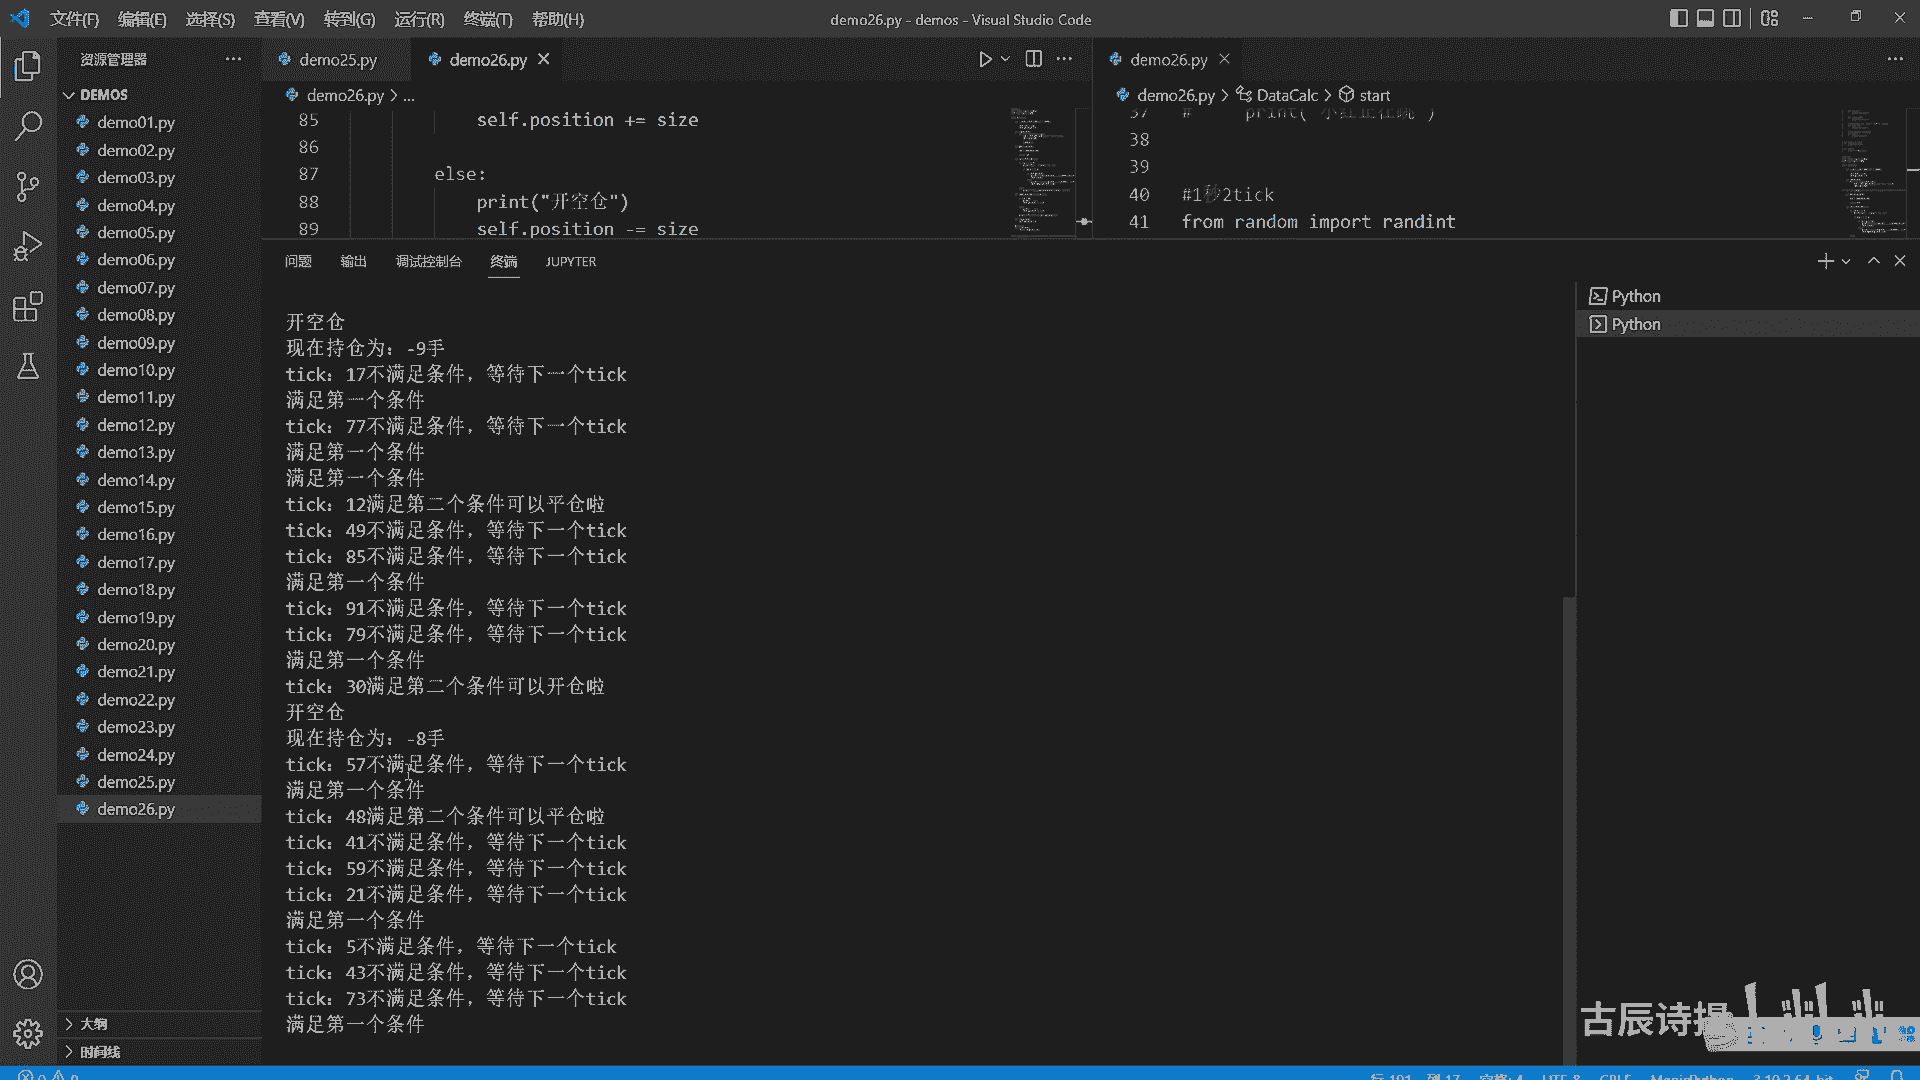 文件(F) 编辑(E) 选择(S) 查看(V) 转到(G) 运行(R) 终端(T) 帮助(H)
demo26.py - demos - Visual Studio Code
资源管理器
DEMOS
demo01.py
demo02.py
demo03.py
demo04.py
demo05.py
demo06.py
demo07.py
demo08.py
demo09.py
demo10.py
demo11.py
demo12.py
demo13.py
demo14.py
demo15.py
demo16.py
demo17.py
demo18.py
demo19.py
demo20.py
demo21.py
demo22.py
demo23.py
demo24.py
demo25.py
demo26.py
大纲
时间线
demo25.py demo26.py
demo26.py > ...
85 self.position += size
86
87 else:
88 print("开空仓")
89 self.position -= size
demo26.py
demo26.py > DataCalc > start
37 # print(
38
39
40 #1秒2tick
41 from random import randint
问题 输出 调试控制台 终端 JUPYTER
开空仓
现在持仓为: -9手
tick: 17不满足条件, 等待下一个tick
满足第一个条件
tick: 77不满足条件, 等待下一个tick
满足第一个条件
满足第一个条件
tick: 12满足第二个条件可以平仓啦
tick: 49不满足条件, 等待下一个tick
tick: 85不满足条件, 等待下一个tick
满足第一个条件
tick: 91不满足条件, 等待下一个tick
tick: 79不满足条件, 等待下一个tick
满足第一个条件
tick: 30满足第二个条件可以开仓啦
开空仓
现在持仓为: -8手
tick: 57不满足条件, 等待下一个tick
满足第一个条件
tick: 48满足第二个条件可以平仓啦
tick: 41不满足条件, 等待下一个tick
tick: 59不满足条件, 等待下一个tick
tick: 21不满足条件, 等待下一个tick
满足第一个条件
tick: 5不满足条件, 等待下一个tick
tick: 43不满足条件, 等待下一个tick
tick: 73不满足条件, 等待下一个tick
满足第一个条件
Python
Python
古辰诗